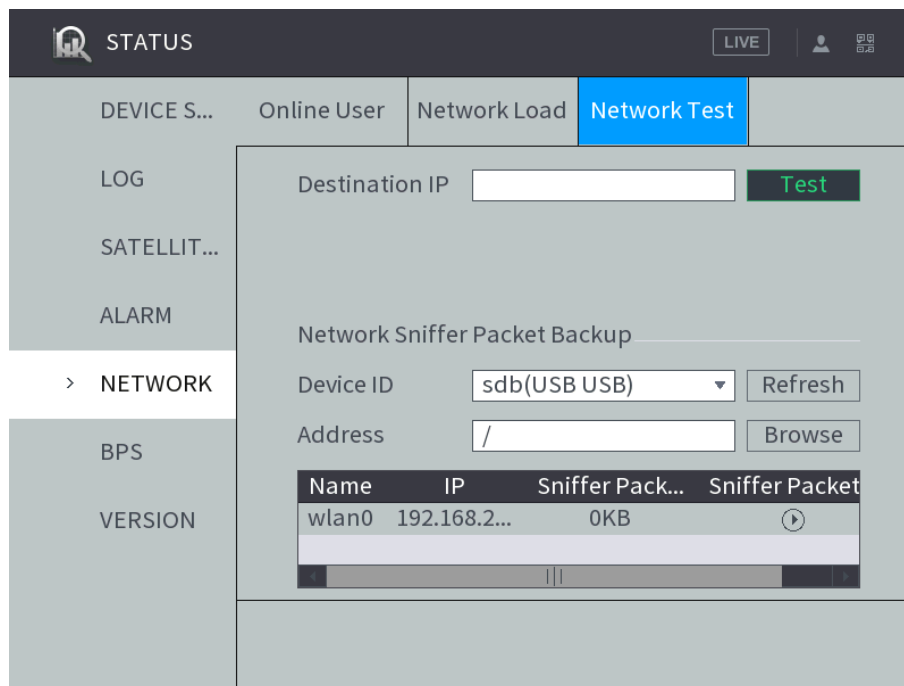 STATUS
LIVE
DEVICE S...
Online User
Network Load
Network Test
LOG
Destination IP
Test
SATELLIT...
ALARM
Network Sniffer Packet Backup
NETWORK
Device ID
sdb(USB USB)
Refresh
Address
/
Browse
BPS
Name IP Sniffer Pack... Sniffer Packet
wlan0 192.168.2... 0KB
VERSION